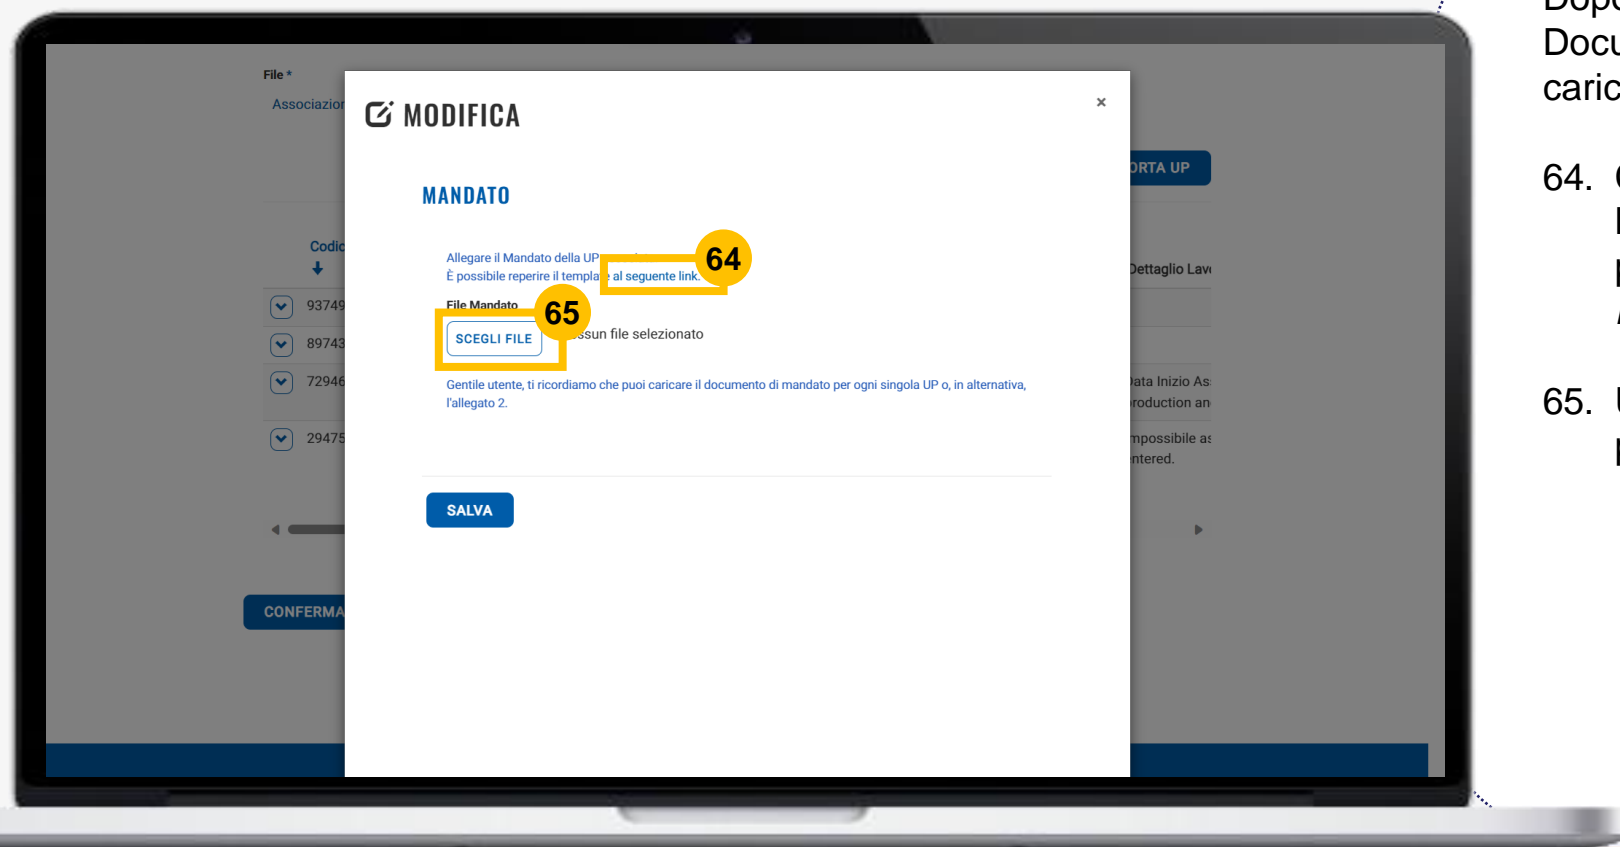 File *
Associazion
MODIFICA
×
ORTA UP
MANDATO
Codic
Allegare il Mandato della UP
È possibile reperire il template al seguente link.
64
Dettaglio Lav
File Mandato
65
SCEGLI FILE
ssun file selezionato
93749
89743
72946
29475
Gentile utente, ti ricordiamo che puoi caricare il documento di mandato per ogni singola UP o, in alternativa,
l'allegato 2.
Data Inizio As
roduction an
mpossibile as
ntered.
SALVA
CONFERMA
Docu
caric
64.
65.